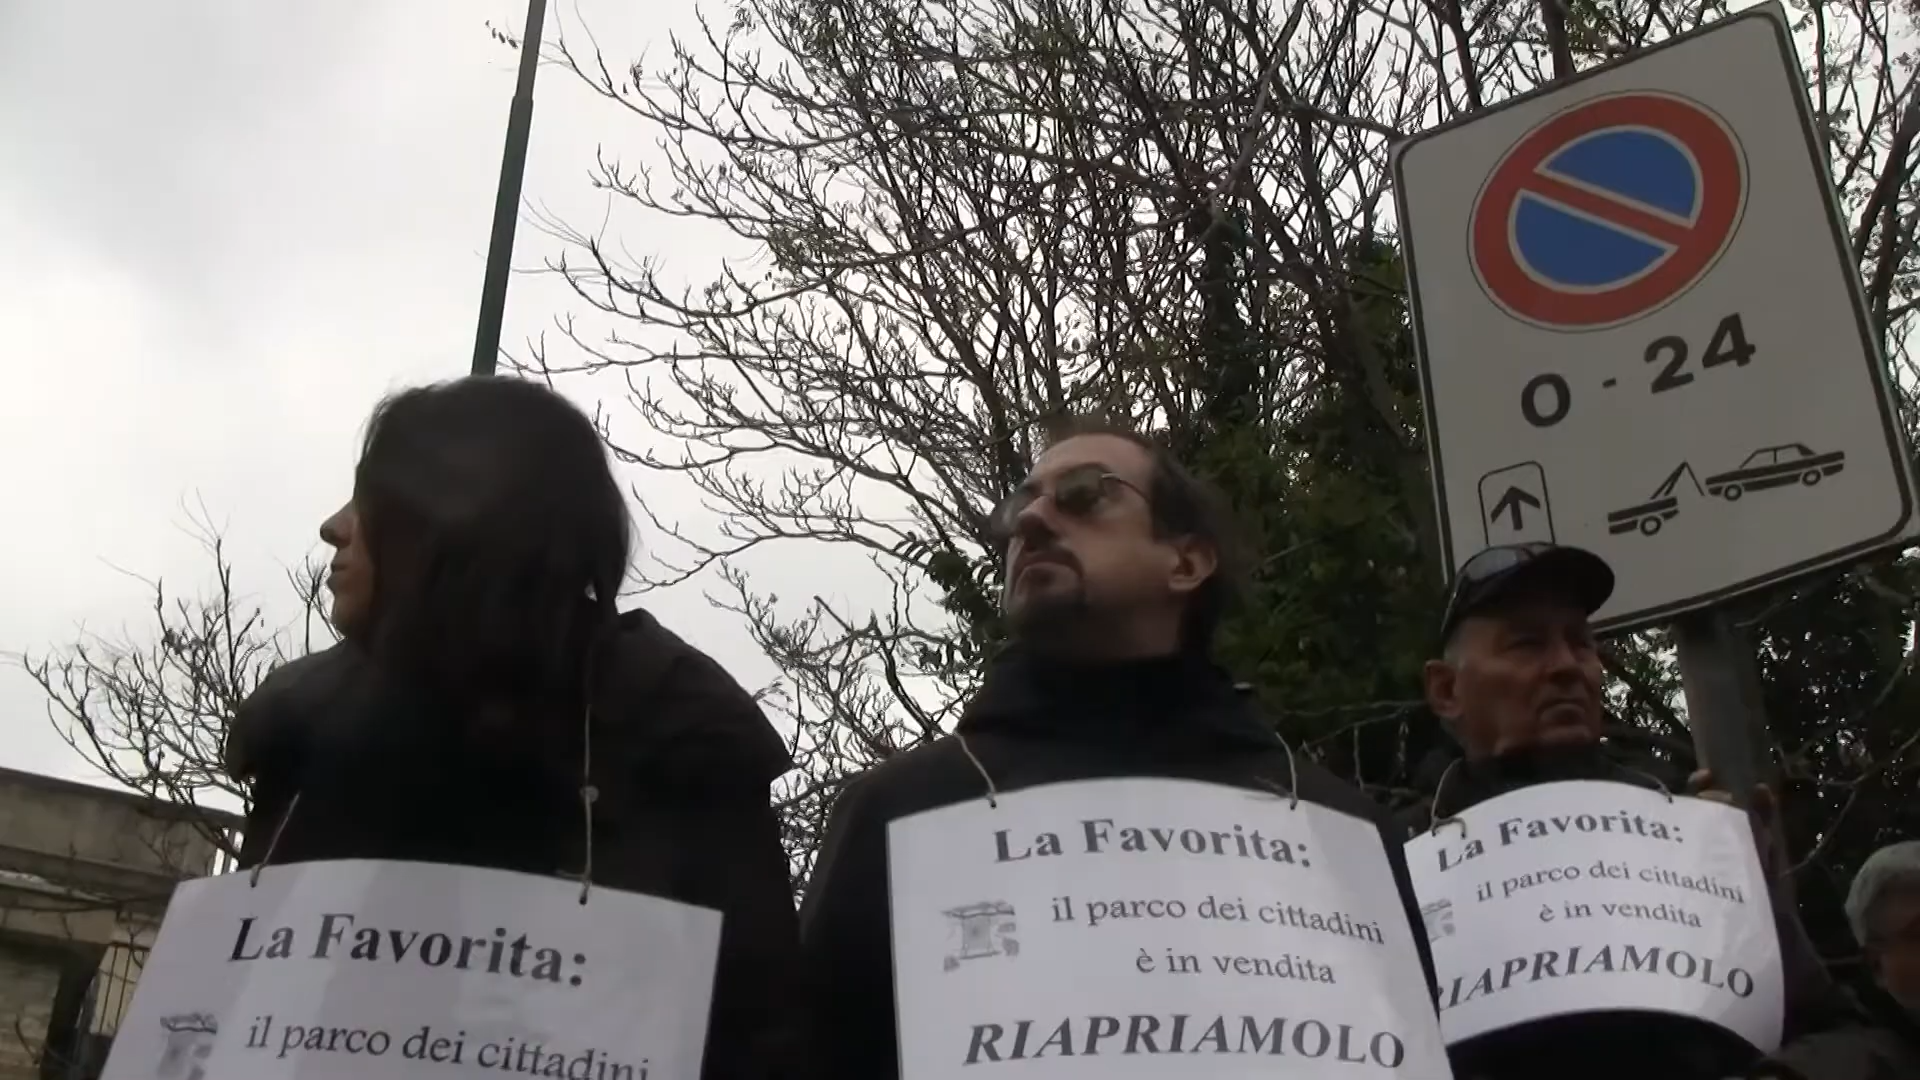 0 - 24
La Favorita:
il parco dei cittadini
La Favorita:
il parco dei cittadini
è in vendita
RIAPRIAMOLO
La Favorita:
il parco dei cittadini
è in vendita
RIAPRIAMOLO